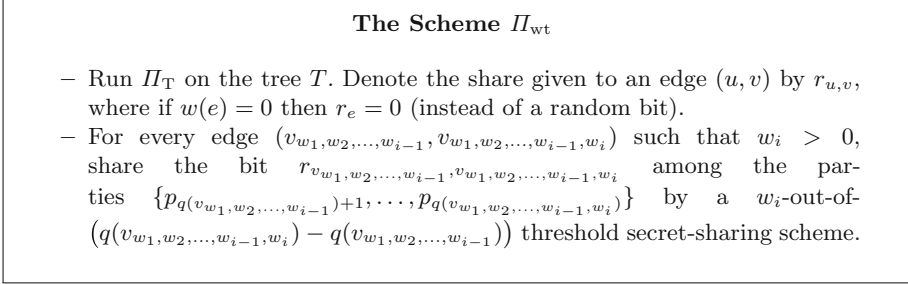 The Scheme Π_wt
– Run Π_T on the tree T. Denote the share given to an edge (u, v) by r_{u,v},
where if w(e) = 0 then r_e = 0 (instead of a random bit).
– For every edge (v_{w_1,w_2,...,w_{i−1}}, v_{w_1,w_2,...,w_{i−1},w_i}) such that w_i > 0,
share the bit r_{v_{w_1,w_2,...,w_{i−1}},v_{w_1,w_2,...,w_{i−1},w_i}} among the par-
ties {p_{q(v_{w_1,w_2,...,w_{i−1}})+1}, . . . , p_{q(v_{w_1,w_2,...,w_{i−1},w_i})}} by a w_i-out-of-
(q(v_{w_1,w_2,...,w_{i−1},w_i}) − q(v_{w_1,w_2,...,w_{i−1}})) threshold secret-sharing scheme.